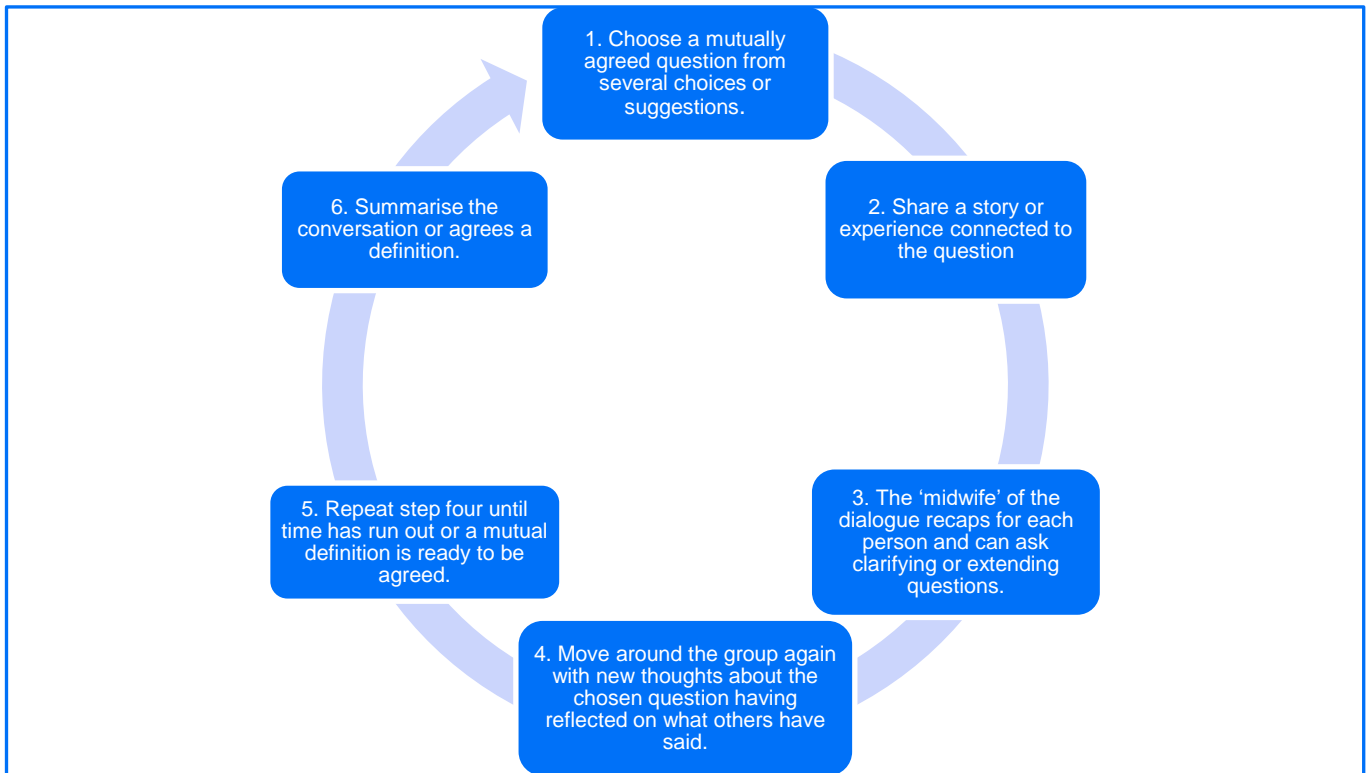 1. Choose a mutually
agreed question from
several choices or
suggestions.
2. Share a story or
experience connected to
the question
3. The ‘midwife’ of the
dialogue recaps for each
person and can ask
clarifying or extending
questions.
4. Move around the group again
with new thoughts about the
chosen question having
reflected on what others have
said.
5. Repeat step four until
time has run out or a mutual
definition is ready to be
agreed.
6. Summarise the
conversation or agrees a
definition.